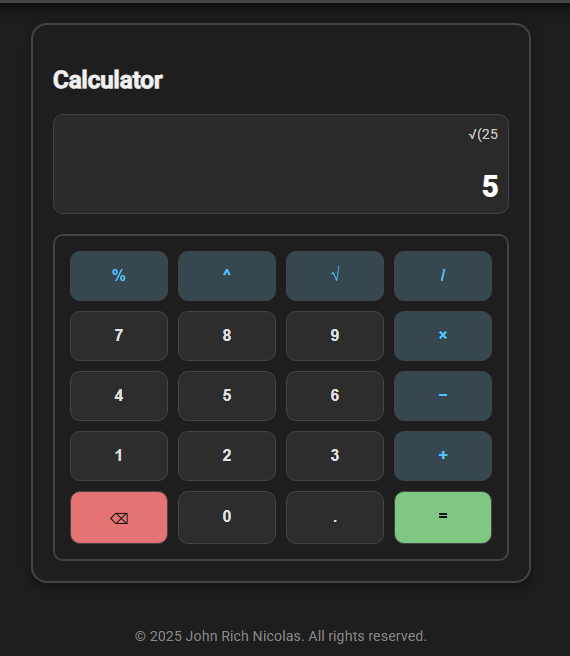 Calculator
√(25
5
% ^ √ /
7 8 9 ×
4 5 6 −
1 2 3 +
⌫ 0 . =
© 2025 John Rich Nicolas. All rights reserved.